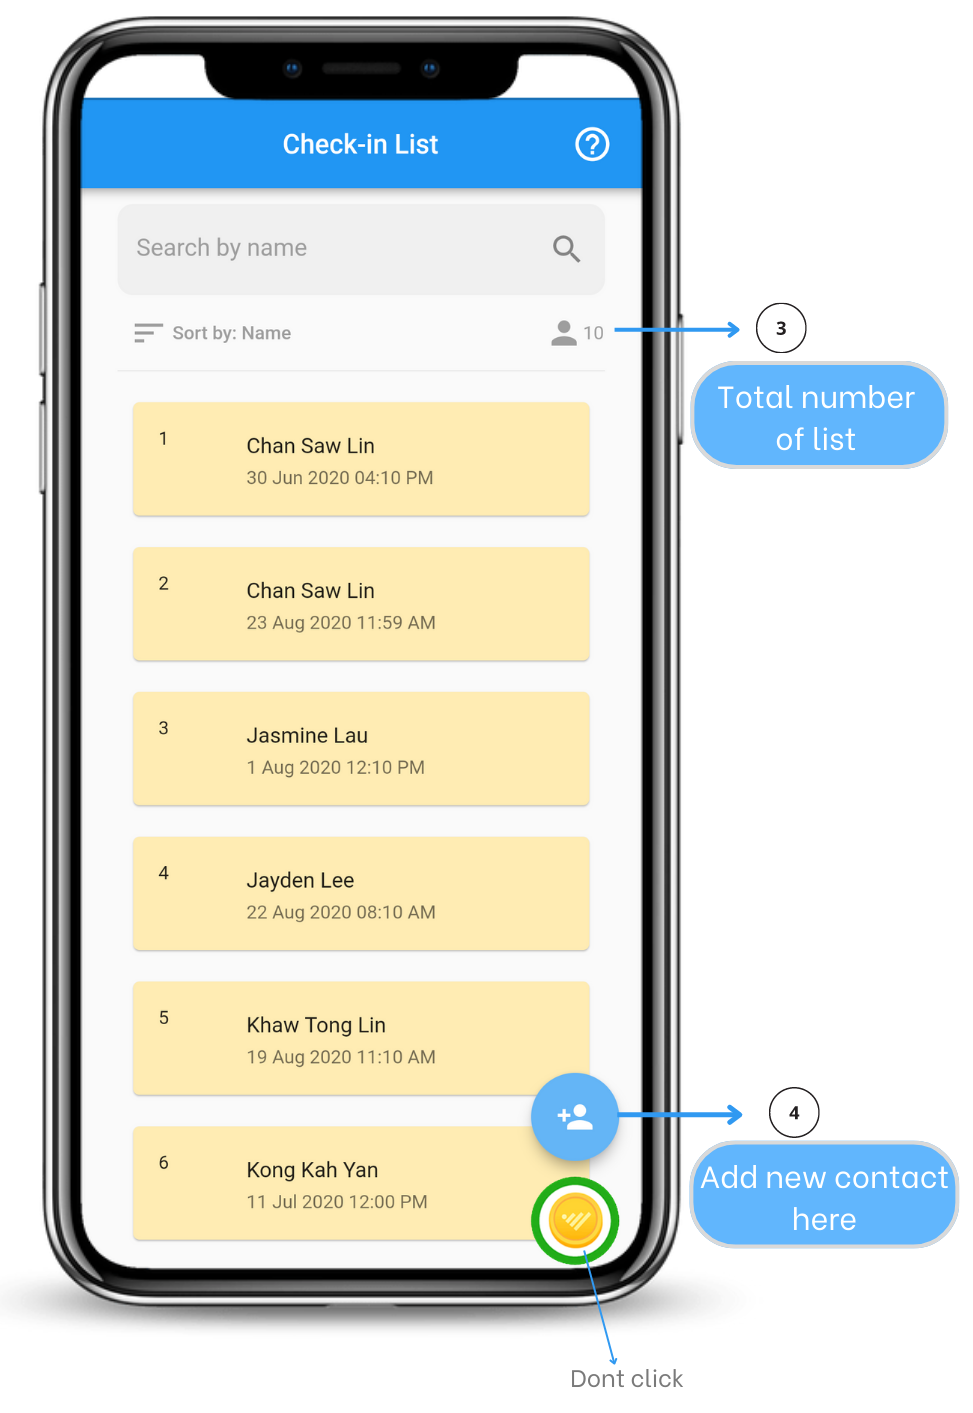 Check-in List
Search by name
Sort by: Name
10
3
Total number
of list
1
Chan Saw Lin
30 Jun 2020 04:10 PM
2
Chan Saw Lin
23 Aug 2020 11:59 AM
3
Jasmine Lau
1 Aug 2020 12:10 PM
4
Jayden Lee
22 Aug 2020 08:10 AM
5
Khaw Tong Lin
19 Aug 2020 11:10 AM
4
Add new contact
here
6
Kong Kah Yan
11 Jul 2020 12:00 PM
Dont click